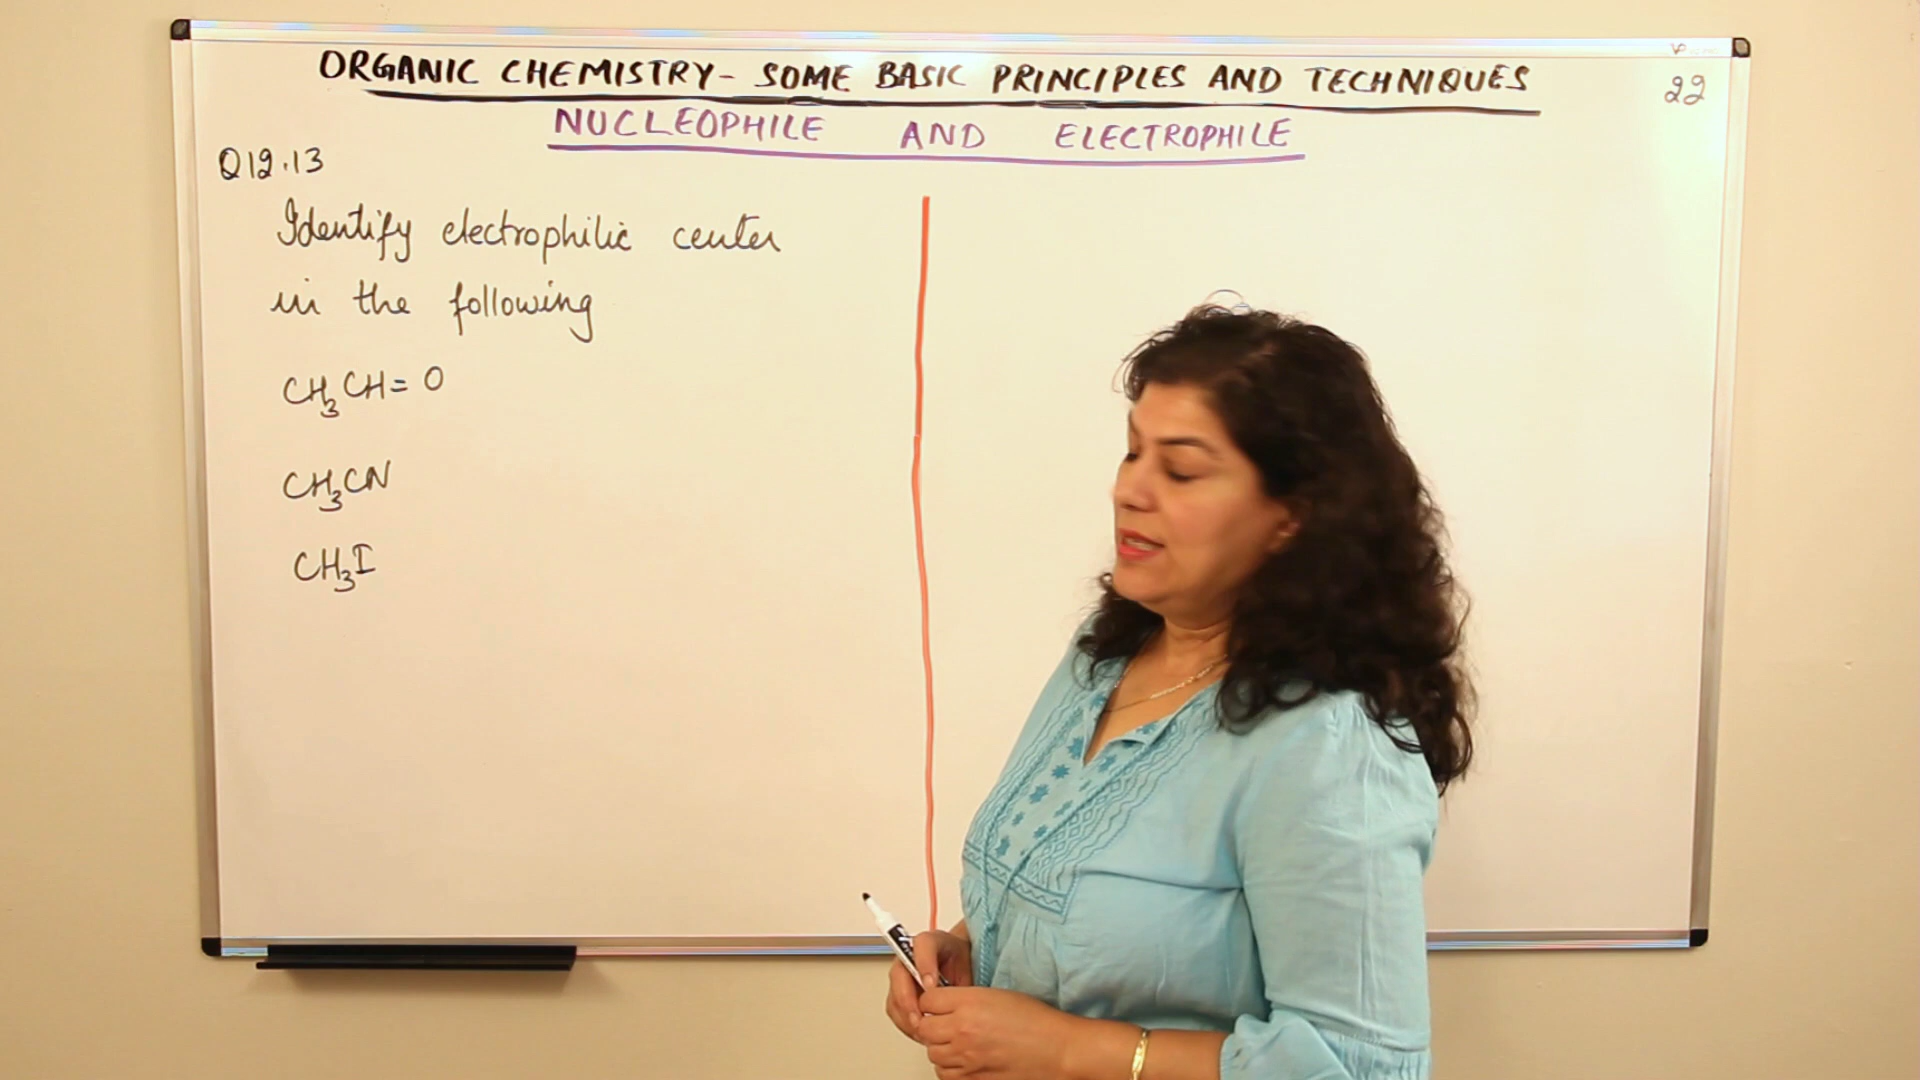 ORGANIC CHEMISTRY- SOME BASIC PRINCIPLES AND TECHNIQUES
22
NUCLEOPHILE AND ELECTROPHILE
Q12.13
Identify electrophilic center
in the following
CH₃CH=O
CH₃CN
CH₃I